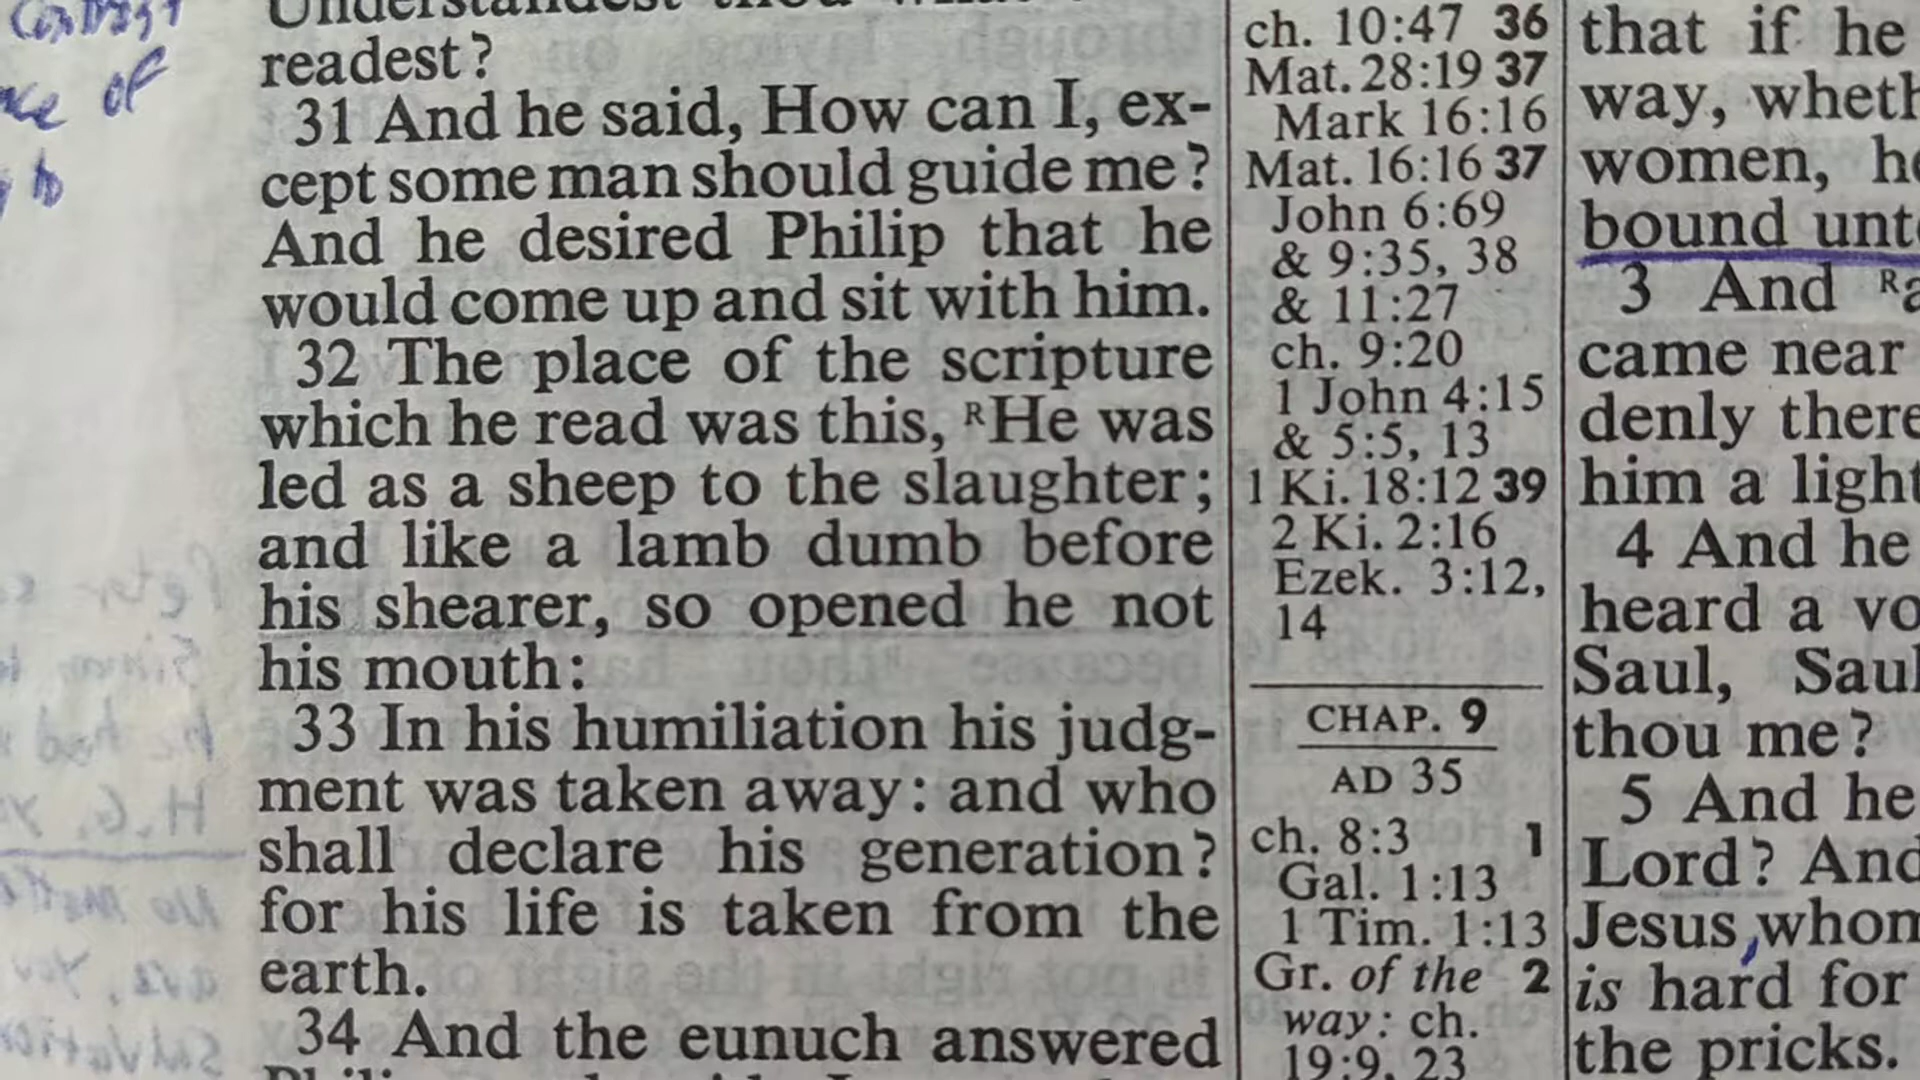 of
to
readest?
31 And he said, How can I, ex-
cept some man should guide me?
And he desired Philip that he
would come up and sit with him.
32 The place of the scripture
which he read was this, ᴿHe was
led as a sheep to the slaughter;
and like a lamb dumb before
his shearer, so opened he not
his mouth:
33 In his humiliation his judg-
ment was taken away: and who
shall declare his generation?
for his life is taken from the
earth.
34 And the eunuch answered
ch. 10:47 36
Mat. 28:19 37
Mark 16:16
Mat. 16:16 37
John 6:69
& 9:35, 38
& 11:27
ch. 9:20
1 John 4:15
& 5:5, 13
1 Ki. 18:12 39
2 Ki. 2:16
Ezek. 3:12,
14
CHAP. 9
AD 35
ch. 8:3 1
Gal. 1:13
1 Tim. 1:13
Gr. of the 2
way: ch.
19:9, 23
that if he
way, wheth
women, he
bound unt
3 And ᴿa
came near
denly there
him a light
4 And he
heard a vo
Saul, Saul
thou me?
5 And he
Lord? And
Jesus, whom
is hard for
the pricks.